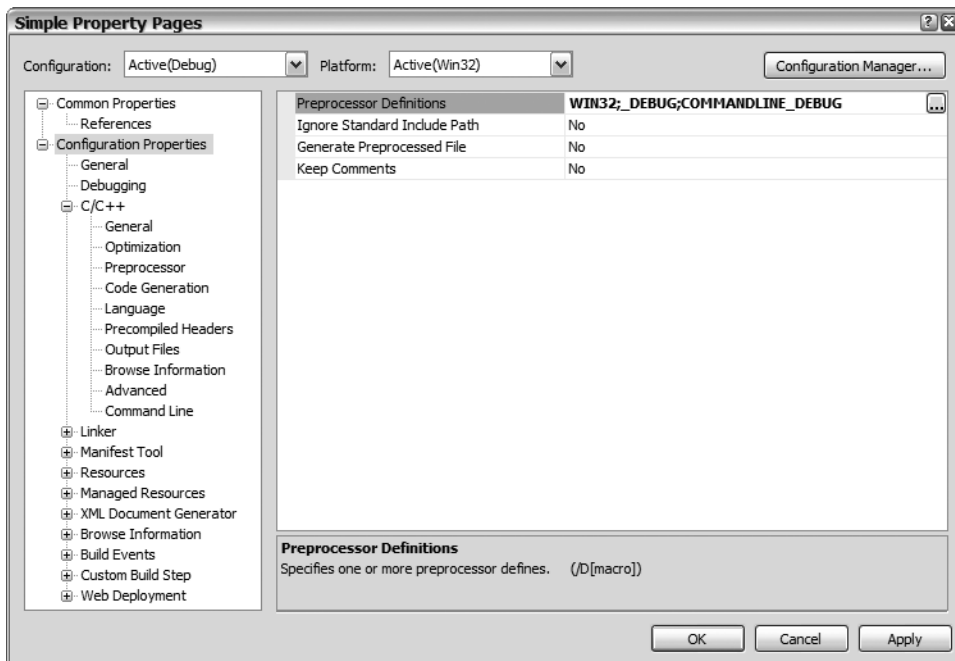 Simple Property Pages
Configuration: Active(Debug) Platform: Active(Win32) Configuration Manager...
Common Properties
References
Configuration Properties
General
Debugging
C/C++
General
Optimization
Preprocessor
Code Generation
Language
Precompiled Headers
Output Files
Browse Information
Advanced
Command Line
Linker
Manifest Tool
Resources
Managed Resources
XML Document Generator
Browse Information
Build Events
Custom Build Step
Web Deployment
Preprocessor Definitions WIN32;_DEBUG;COMMANDLINE_DEBUG ...
Ignore Standard Include Path No
Generate Preprocessed File No
Keep Comments No
Preprocessor Definitions
Specifies one or more preprocessor defines. (/D[macro])
OK Cancel Apply